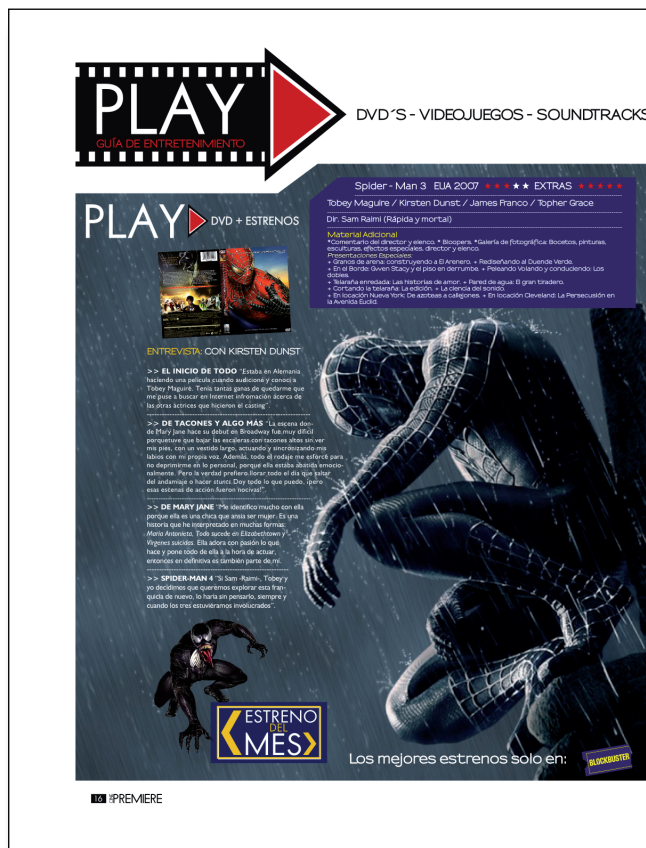 PLAY
GUÍA DE ENTRETENIMIENTO
DVD´S - VIDEOJUEGOS - SOUNDTRACKS
Spider - Man 3 EUA 2007 ★ ★ ★ ★ ★ EXTRAS ★ ★ ★ ★ ★
Tobey Maguire / Kirsten Dunst / James Franco / Topher Grace
Dir. Sam Raimi (Rápida y mortal)
Material Adicional
*Comentario del director y elenco. * Bloopers. *Galería de fotográfica: Bocetos, pinturas,
esculturas, efectos especiales, director y elenco.
Presentaciones Especiales
+ Granos de arena: construyendo a El Arenero. + Rediseñando al Duende Verde.
+ En el Borde: Gwen Stacy y el piso en derrumbe. + Peleando Volando y conduciendo: Los
dobles.
+ Telaraña enredada: Las historias de amor. + Pared de agua: El gran tiradero.
+ Cortando la telaraña: La edición. + La ciencia del sonido.
+ En locación Nueva York: De azoteas a callejones. + En locación Cleveland: La Persecusión en
la Avenida Euclid.
PLAY DVD + ESTRENOS
ENTREVISTA: CON KIRSTEN DUNST
>> EL INICIO DE TODO “Estaba en Alemania
haciendo una película cuando audicioné y conocí a
Tobey Maguire. Tenía tantas ganas de quedarme que
me puse a buscar en Internet infromación acerca de
las otras actrices que hicieron el casting”.
>> DE TACONES Y ALGO MÁS “La escena don-
de Mary Jane hace su debut en Broadway fue muy difícil
porquetuve que bajar las escaleras con tacones altos sin ver
mis pies, con un vestido largo, actuando y sincronizando mis
labios con mi propia voz. Además, todo el rodaje me esforcé para
no deprimirme en lo personal, porque ella estaba abatida emocio-
nalmente. Pero la verdad prefiero llorar todo el día que saltar
del andamiaje o hacer stunts. Doy todo lo que puedo, ¡pero
esas escenas de acción fueron nocivas!”.
>> DE MARY JANE “Me identifico mucho con ella
porque ella es una chica que ansía ser mujer. Es una
historia que he interpretado en muchas formas:
María Antonieta, Todo sucede en Elizabethtown y
Vírgenes suicidas. Ella adora con pasión lo que
hace y pone todo de ella a la hora de actuar,
entonces en definitiva es también parte de mí.
>> SPIDER-MAN 4 “Si Sam -Raimi-, Tobey y
yo decidimos que queremos explorar esta fran-
quicia de nuevo, lo haría sin pensarlo, siempre y
cuando los tres estuviéramos involucrados”.
ESTRENO
DEL
MES
Los mejores estrenos solo en:
BLOCKBUSTER
16 PREMIERE